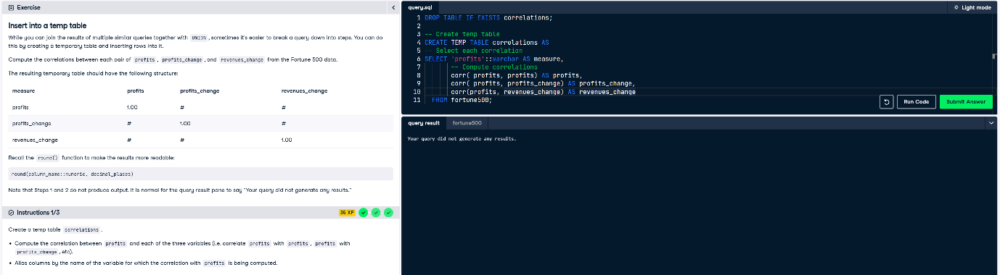 Exercise
Insert into a temp table
While you can join the results of multiple similar queries together with UNION, sometimes it's easier to break a query down into steps. You can
do this by creating a temporary table and inserting rows into it.
Compute the correlations between each pair of profits, profits_change, and revenues_change from the Fortune 500 data.
The resulting temporary table should have the following structure:
measure profits profits_change revenues_change
profits 1.00 # #
profits_change # 1.00 #
revenues_change # # 1.00
Recall the round() function to make the results more readable:
round(column_name::numeric, decimal_places)
Note that Steps 1 and 2 do not produce output. It is normal for the query result pane to say "Your query did not generate any results."
Instructions 1/3 35 XP
Create a temp table correlations.
• Compute the correlation between profits and each of the three variables (i.e. correlate profits with profits, profits with
profits_change, etc).
• Alias columns by the name of the variable for which the correlation with profits is being computed.
query.sql Light mode
1 DROP TABLE IF EXISTS correlations;
2
3 -- Create temp table
4 CREATE TEMP TABLE correlations AS
5 -- Select each correlation
6 SELECT 'profits'::varchar AS measure,
7 -- Compute correlations
8 corr( profits, profits) AS profits,
9 corr( profits, profits_change) AS profits_change,
10 corr(profits, revenues_change) AS revenues_change
11 FROM fortune500;
Run Code Submit Answer
query result fortune500
Your query did not generate any results.